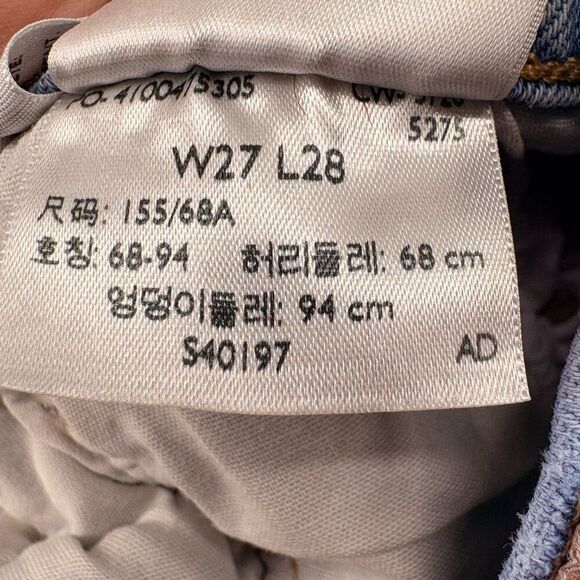 PO- 41004/5305
5275
W27 L28
尺码: 155/68A
호칭: 68-94 허리둘레: 68 cm
엉덩이둘레: 94 cm
S40197 AD